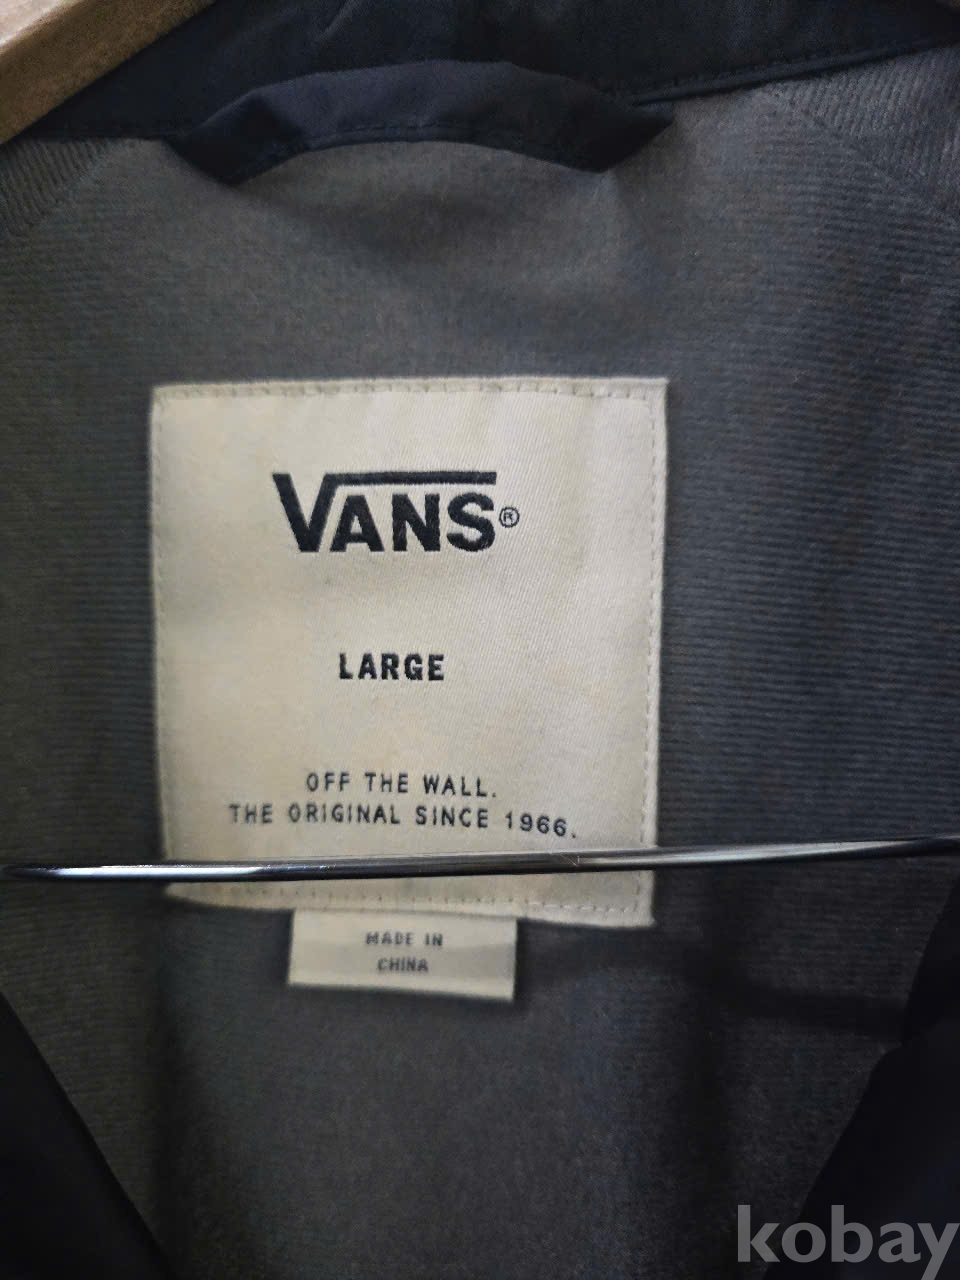 VANS®
LARGE
OFF THE WALL.
THE ORIGINAL SINCE 1966.
MADE IN
CHINA
kobay